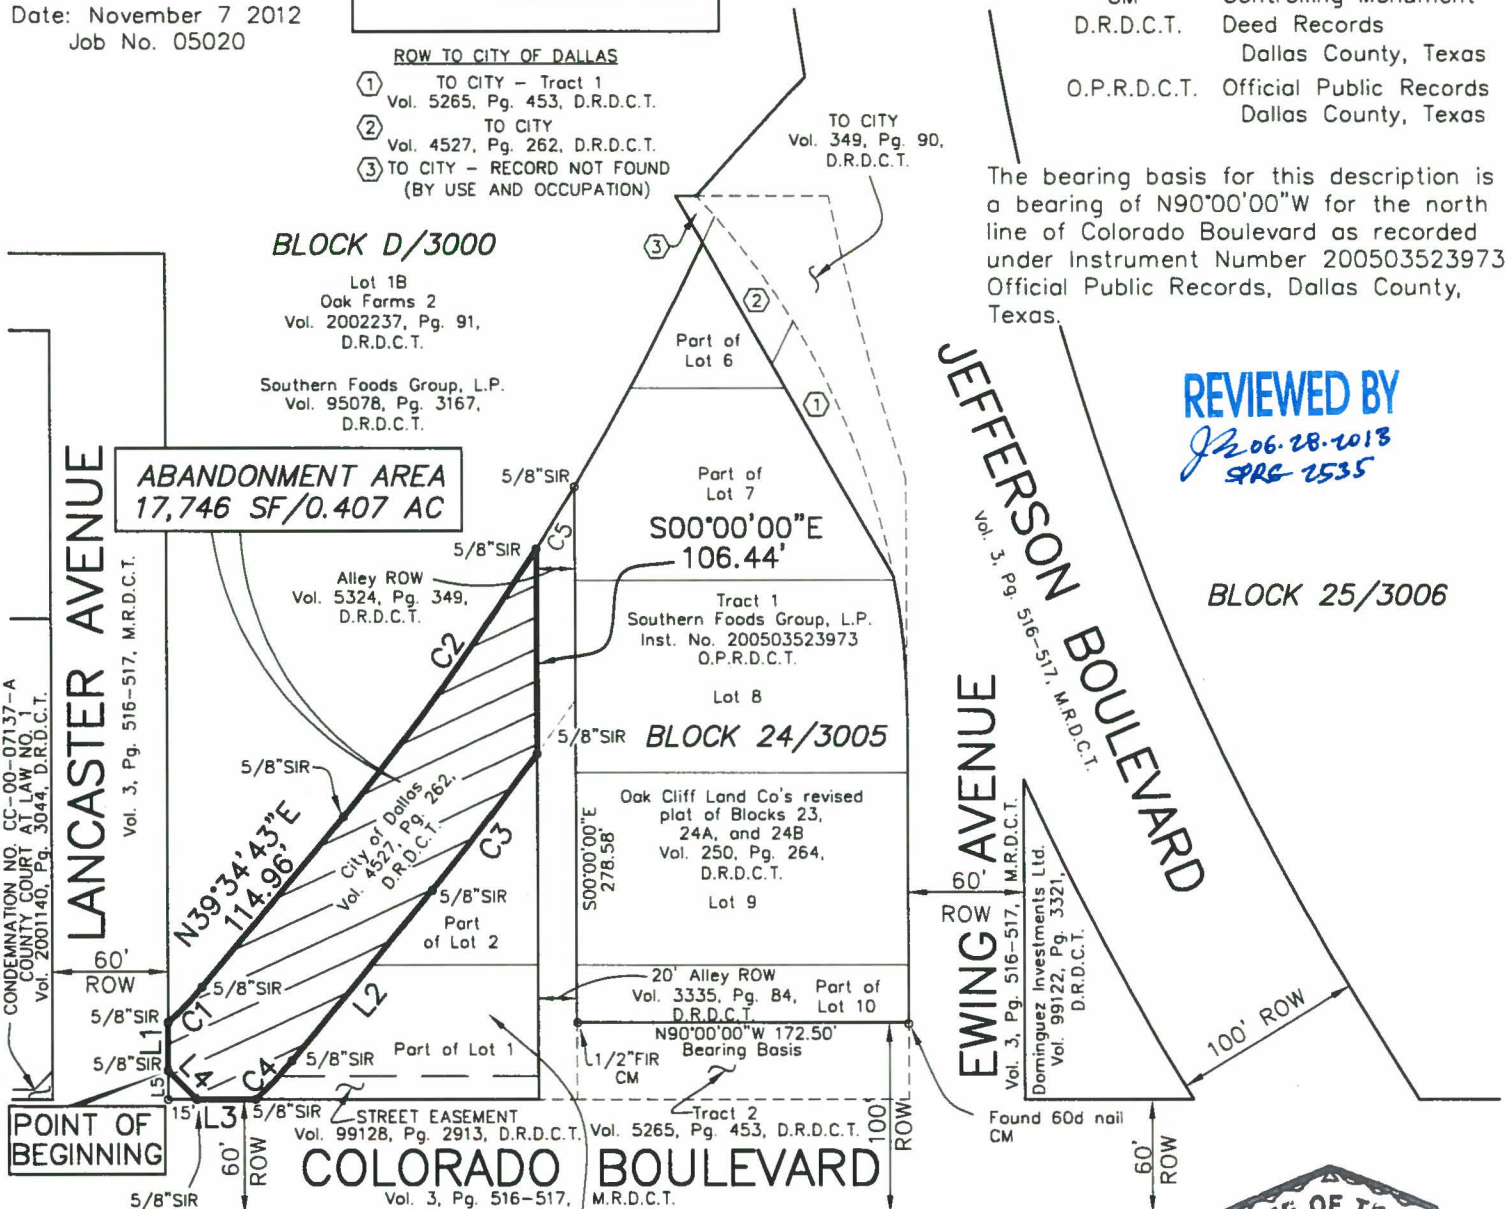 Date: November 7 2012
Job No. 05020
ROW TO CITY OF DALLAS
1 TO CITY – Tract 1
Vol. 5265, Pg. 453, D.R.D.C.T.
2 TO CITY
Vol. 4527, Pg. 262, D.R.D.C.T.
3 TO CITY – RECORD NOT FOUND
(BY USE AND OCCUPATION)
CM Controlling Monument
D.R.D.C.T. Deed Records
Dallas County, Texas
O.P.R.D.C.T. Official Public Records
Dallas County, Texas
TO CITY
Vol. 349, Pg. 90,
D.R.D.C.T.
The bearing basis for this description is
a bearing of N90°00'00"W for the north
line of Colorado Boulevard as recorded
under Instrument Number 200503523973
Official Public Records, Dallas County,
Texas.
REVIEWED BY
06.28.2013
SPRG 2535
BLOCK D/3000
Lot 1B
Oak Farms 2
Vol. 2002237, Pg. 91,
D.R.D.C.T.
Southern Foods Group, L.P.
Vol. 95078, Pg. 3167,
D.R.D.C.T.
3
2
1
Part of
Lot 6
ABANDONMENT AREA
17,746 SF/0.407 AC
5/8"SIR
C5
Part of
Lot 7
S00°00'00"E
106.44'
5/8"SIR
Alley ROW
Vol. 5324, Pg. 349,
D.R.D.C.T.
C2
Tract 1
Southern Foods Group, L.P.
Inst. No. 200503523973
O.P.R.D.C.T.
Lot 8
BLOCK 24/3005
5/8"SIR
JEFFERSON BOULEVARD
Vol. 3, Pg. 516-517, M.R.D.C.T.
BLOCK 25/3006
LANCASTER AVENUE
Vol. 3, Pg. 516-517, M.R.D.C.T.
CONDEMNATION NO. CC-00-07137-A
COUNTY COURT AT LAW NO. 1
Vol. 2001140, Pg. 3044, D.R.D.C.T.
5/8"SIR
City of Dallas
Vol. 4527, Pg. 262,
D.R.D.C.T.
C3
N39°34'43"E
114.96'
S00°00'00"E
278.58'
Oak Cliff Land Co's revised
plat of Blocks 23,
24A, and 24B
Vol. 250, Pg. 264,
D.R.D.C.T.
Lot 9
5/8"SIR
Part
of Lot 2
60'
ROW
EWING AVENUE
Vol. 3, Pg. 516-517, M.R.D.C.T.
Dominguez Investments Ltd.
Vol. 99122, Pg. 3321,
D.R.D.C.T.
60'
ROW
5/8"SIR
C1
5/8"SIR
L1
L2
20' Alley ROW
Vol. 3335, Pg. 84,
D.R.D.C.T.
Part of
Lot 10
N90°00'00"W 172.50'
Bearing Basis
1/2"FIR
CM
100' ROW
5/8"SIR
L5
L4
C4
5/8"SIR
Part of Lot 1
15'
L3
5/8"SIR
POINT OF
BEGINNING
5/8"SIR
60'
ROW
STREET EASEMENT
Vol. 99128, Pg. 2913, D.R.D.C.T.
Tract 2
Vol. 5265, Pg. 453, D.R.D.C.T.
100'
ROW
Found 60d nail
CM
60'
ROW
COLORADO BOULEVARD
Vol. 3, Pg. 516-517, M.R.D.C.T.
OF